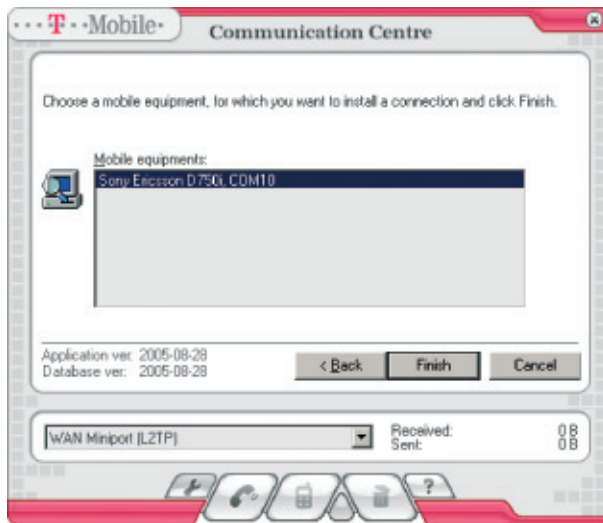 ···T··Mobile·
Communication Centre
Choose a mobile equipment, for which you want to install a connection and click Finish.
Mobile equipments:
Sony Ericsson D750i, COM10
Application ver: 2005-08-28
Database ver: 2005-08-28
< Back
Finish
Cancel
WAN Miniport (L2TP)
Received: 0 B
Sent: 0 B
?